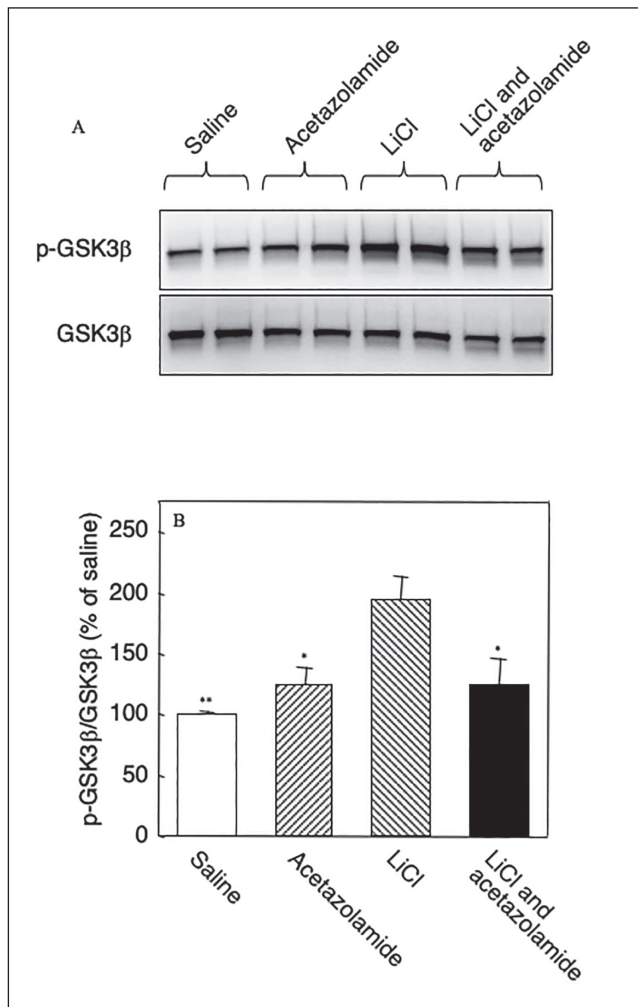 A
Saline
Acetazolamide
LiCl
LiCl and
acetazolamide
p-GSK3β
GSK3β
B
p-GSK3β/GSK3β (% of saline)
250
200
150
100
50
0
**
*
*
Saline
Acetazolamide
LiCl
LiCl and
acetazolamide